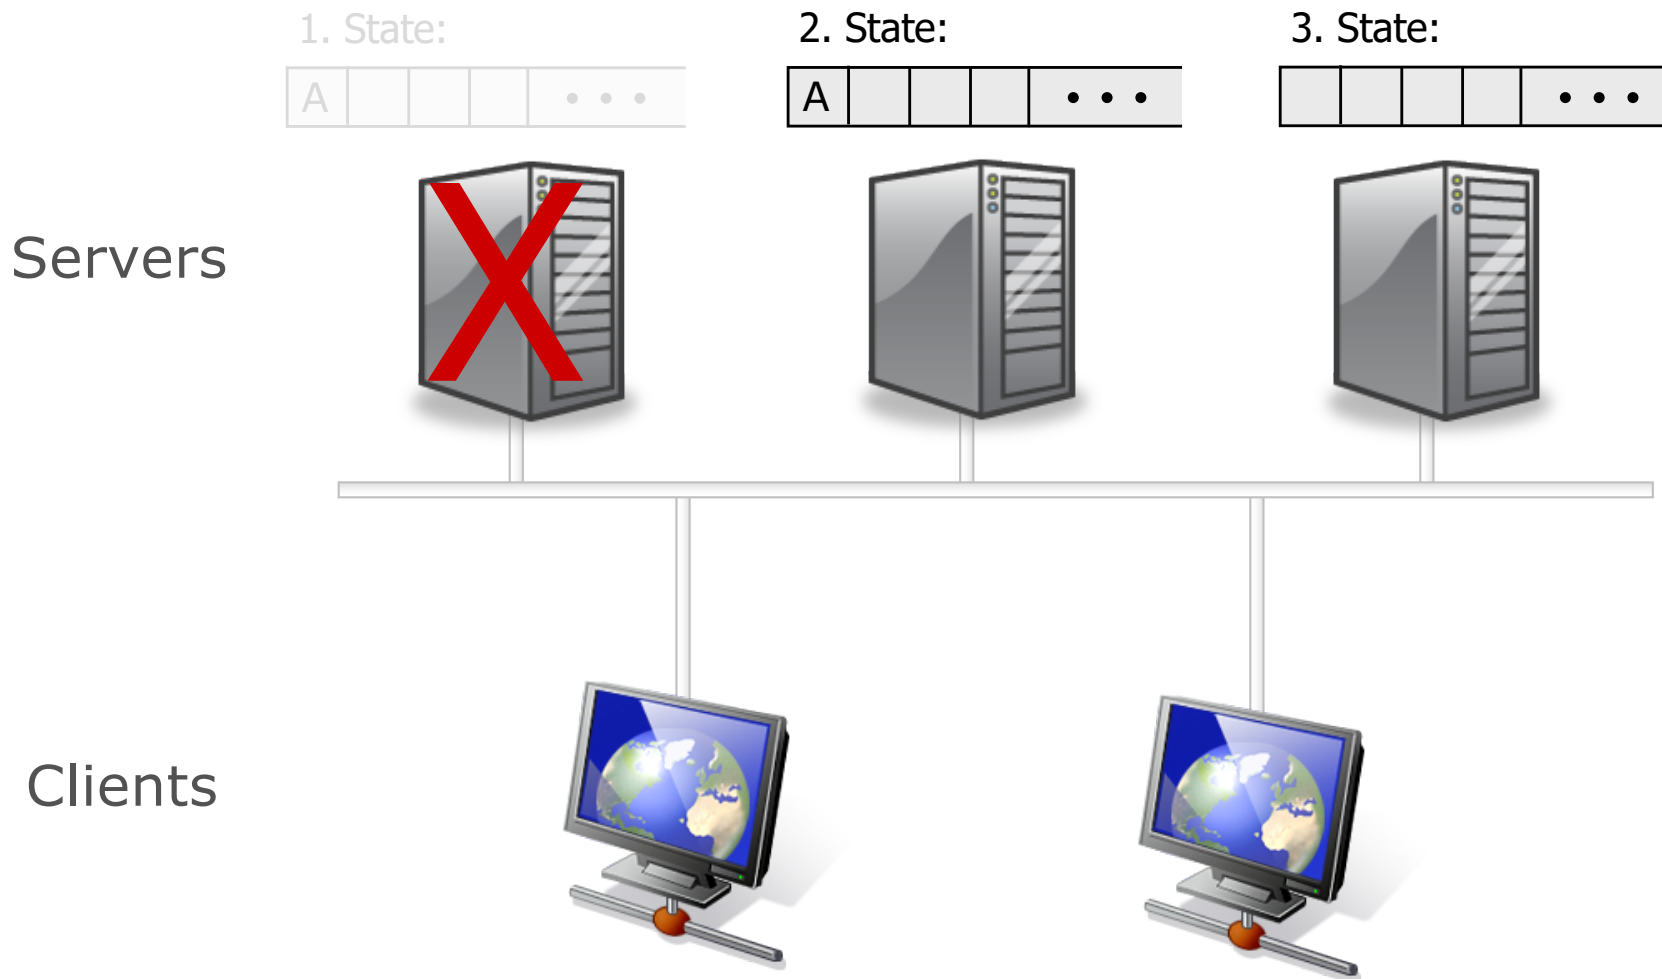 1. State:
2. State:
3. State:
A
• • •
A
• • •
• • •
Servers
X
Clients